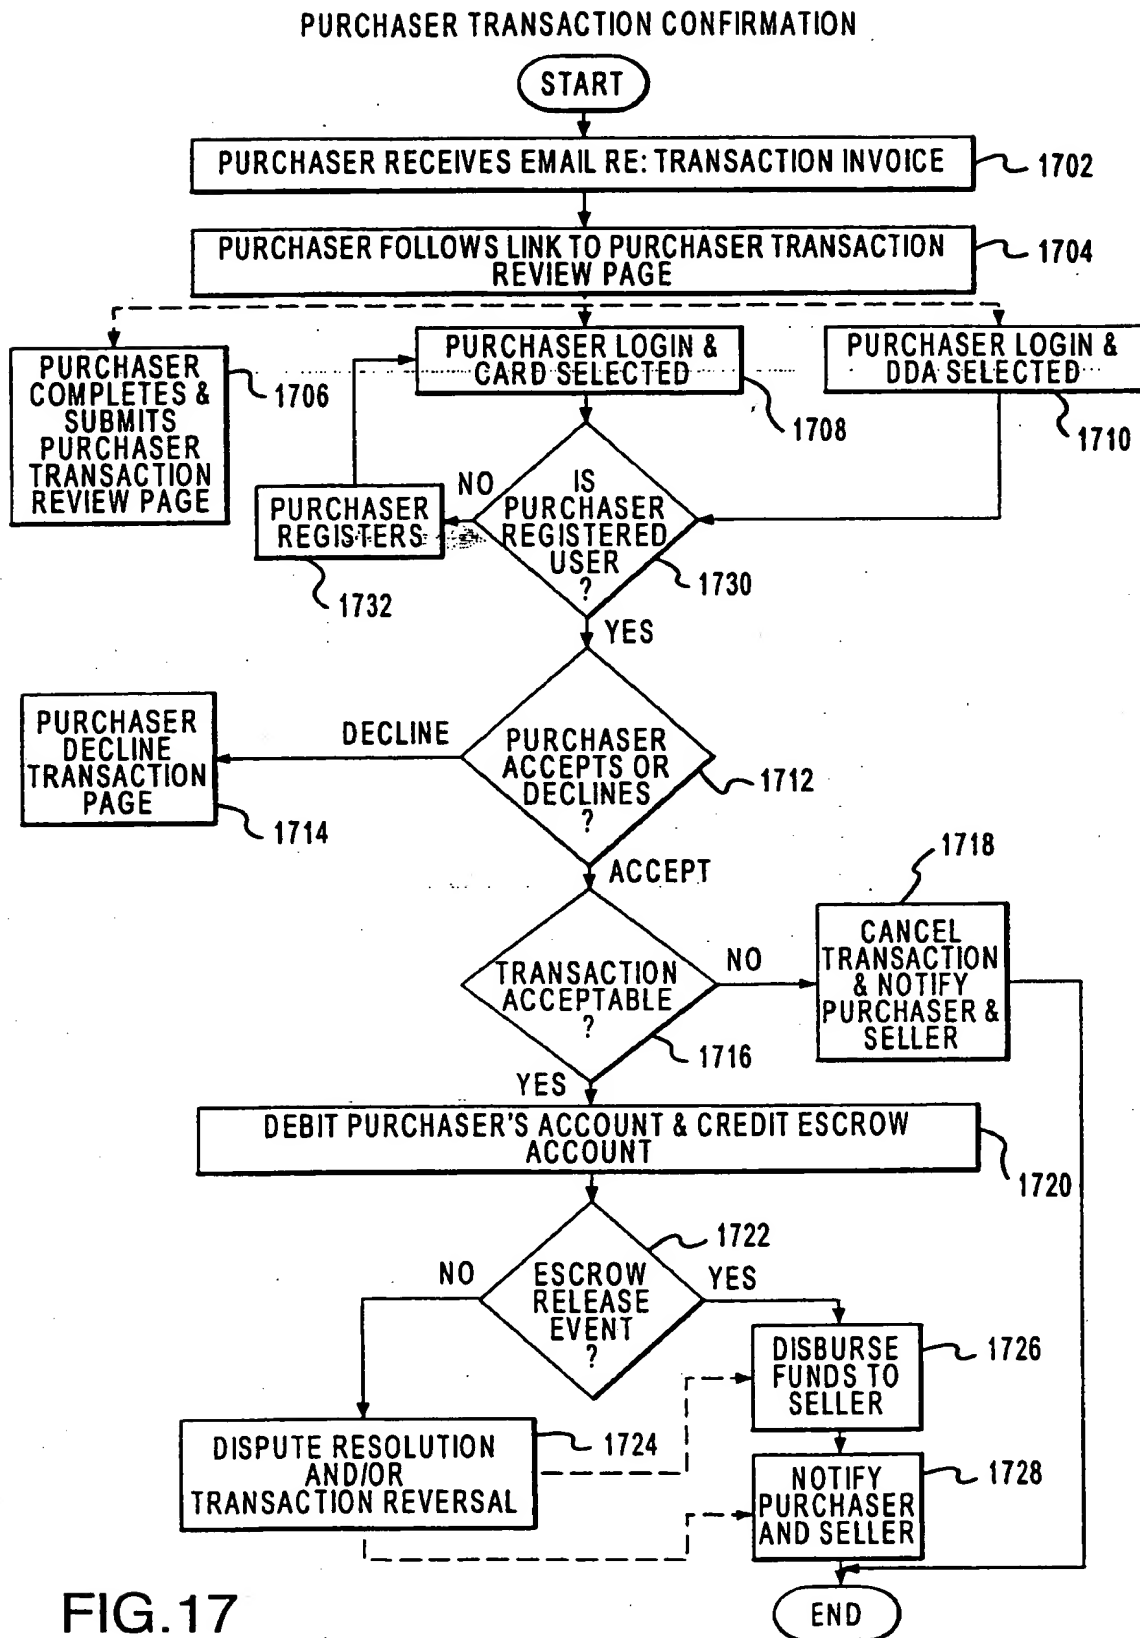 PURCHASER TRANSACTION CONFIRMATION
START
PURCHASER RECEIVES EMAIL RE: TRANSACTION INVOICE
1702
PURCHASER FOLLOWS LINK TO PURCHASER TRANSACTION
REVIEW PAGE
1704
PURCHASER
COMPLETES &
SUBMITS
PURCHASER
TRANSACTION
REVIEW PAGE
1706
PURCHASER LOGIN &
CARD SELECTED
1708
PURCHASER LOGIN &
DDA SELECTED
1710
IS
PURCHASER
REGISTERED
USER
?
1730
NO
PURCHASER
REGISTERS
1732
YES
PURCHASER
ACCEPTS OR
DECLINES
?
1712
DECLINE
PURCHASER
DECLINE
TRANSACTION
PAGE
1714
ACCEPT
TRANSACTION
ACCEPTABLE
?
1716
NO
CANCEL
TRANSACTION
& NOTIFY
PURCHASER &
SELLER
1718
YES
DEBIT PURCHASER'S ACCOUNT & CREDIT ESCROW
ACCOUNT
1720
ESCROW
RELEASE
EVENT
?
1722
NO
YES
DISBURSE
FUNDS TO
SELLER
1726
DISPUTE RESOLUTION
AND/OR
TRANSACTION REVERSAL
1724
NOTIFY
PURCHASER
AND SELLER
1728
END
FIG.17